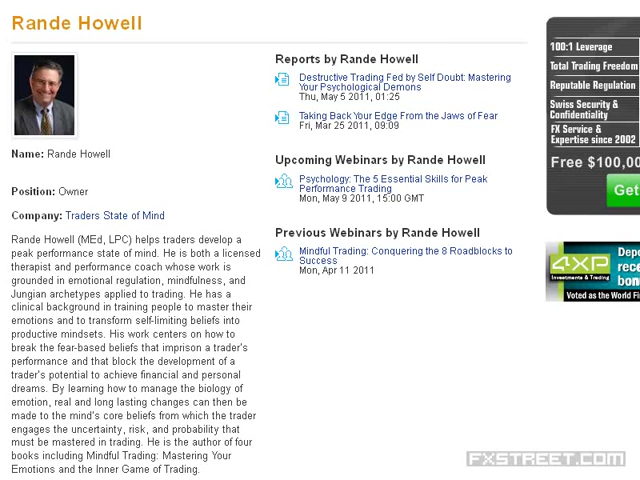 Rande Howell
Name: Rande Howell
Position: Owner
Company: Traders State of Mind
Rande Howell (MEd, LPC) helps traders develop a
peak performance state of mind. He is both a licensed
therapist and performance coach whose work is
grounded in emotional regulation, mindfulness, and
Jungian archetypes applied to trading. He has a
clinical background in training people to master their
emotions and to transform self-limiting beliefs into
productive mindsets. His work centers on how to
break the fear-based beliefs that imprison a trader's
performance and that block the development of a
trader's potential to achieve financial and personal
dreams. By learning how to manage the biology of
emotion, real and long lasting changes can then be
made to the mind's core beliefs from which the trader
engages the uncertainty, risk, and probability that
must be mastered in trading. He is the author of four
books including Mindful Trading: Mastering Your
Emotions and the Inner Game of Trading.
Reports by Rande Howell
Destructive Trading Fed by Self Doubt: Mastering
Your Psychological Demons
Thu, May 5 2011, 01:25
Taking Back Your Edge From the Jaws of Fear
Fri, Mar 25 2011, 09:09
Upcoming Webinars by Rande Howell
Psychology: The 5 Essential Skills for Peak
Performance Trading
Mon, May 9 2011, 15:00 GMT
Previous Webinars by Rande Howell
Mindful Trading: Conquering the 8 Roadblocks to
Success
Mon, Apr 11 2011
100:1 Leverage
Total Trading Freedom
Reputable Regulation
Swiss Security &
Confidentiality
FX Service &
Expertise since 2002
Free $100,00
Get
4XP
Investments & Trading
Depo
rece
bon
Voted as the World Fi
FXSTREET.COM